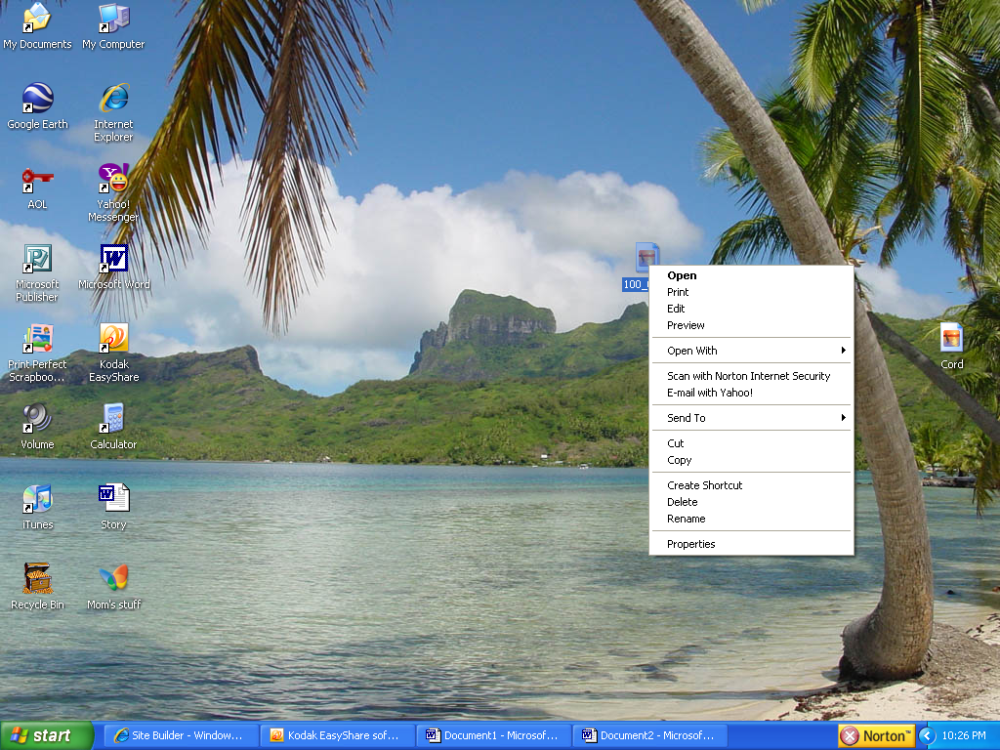 My Documents
My Computer
Google Earth
Internet
Explorer
AOL
Yahoo!
Messenger
Microsoft
Publisher
Microsoft Word
Print Perfect
Scrapboo...
Kodak
EasyShare
Volume
Calculator
iTunes
Story
Recycle Bin
Mom's stuff
100_
Open
Print
Edit
Preview
Open With
Scan with Norton Internet Security
E-mail with Yahoo!
Send To
Cut
Copy
Create Shortcut
Delete
Rename
Properties
Cord
start
Site Builder - Window...
Kodak EasyShare sof...
Document1 - Microsof...
Document2 - Microsof...
Norton™
10:26 PM